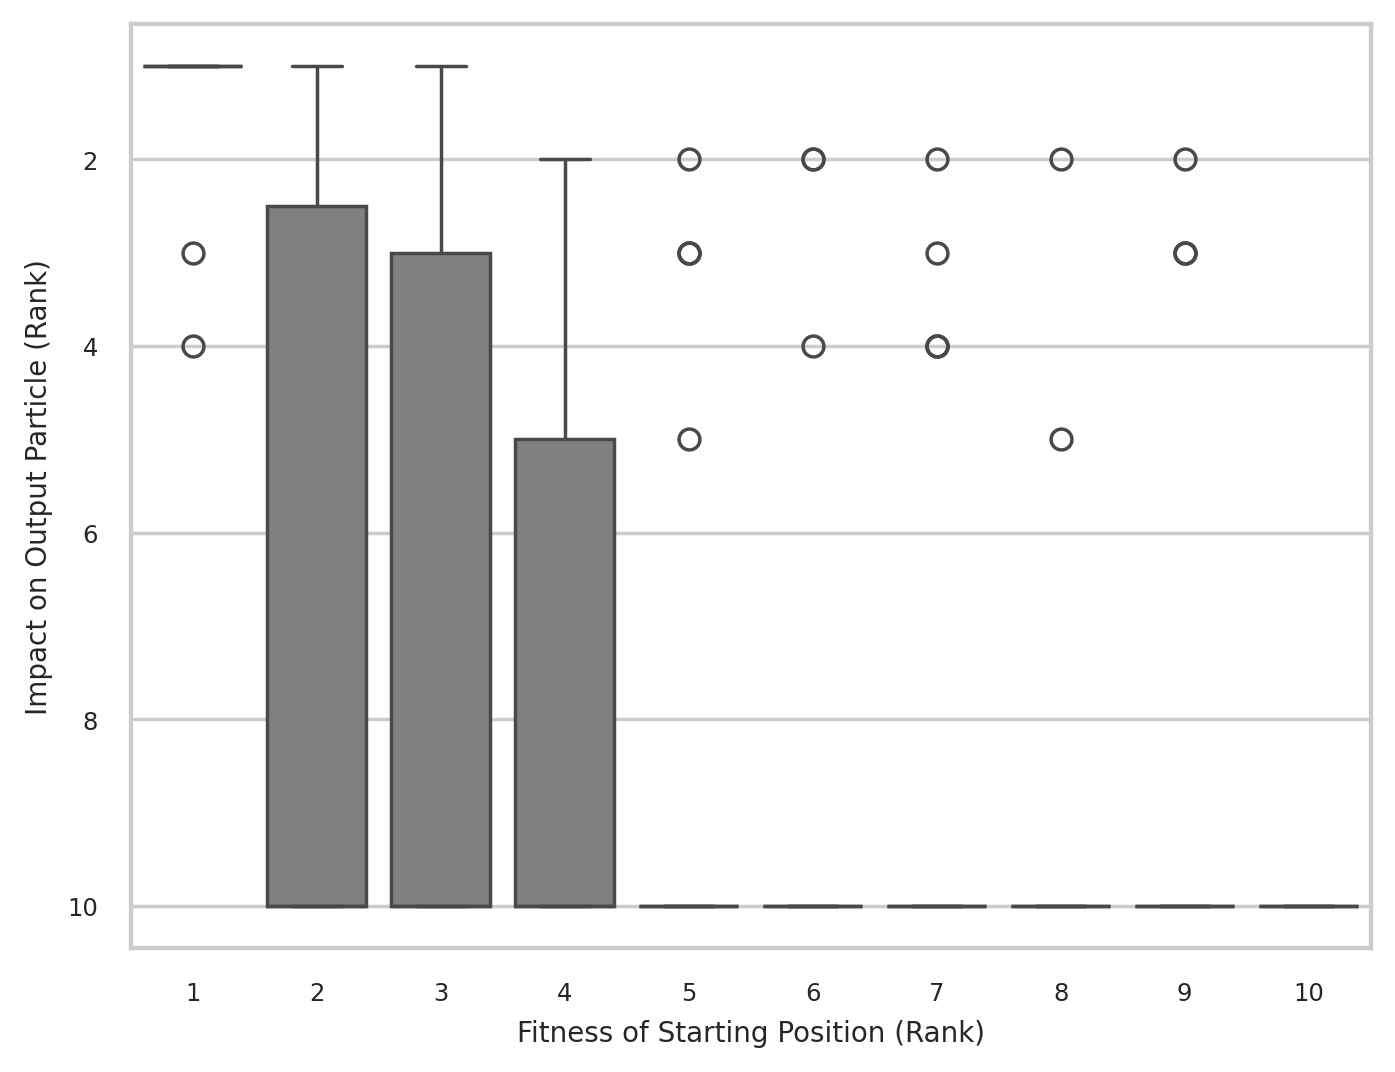 Impact on Output Particle (Rank)
2
4
6
8
10
1 2 3 4 5 6 7 8 9 10
Fitness of Starting Position (Rank)